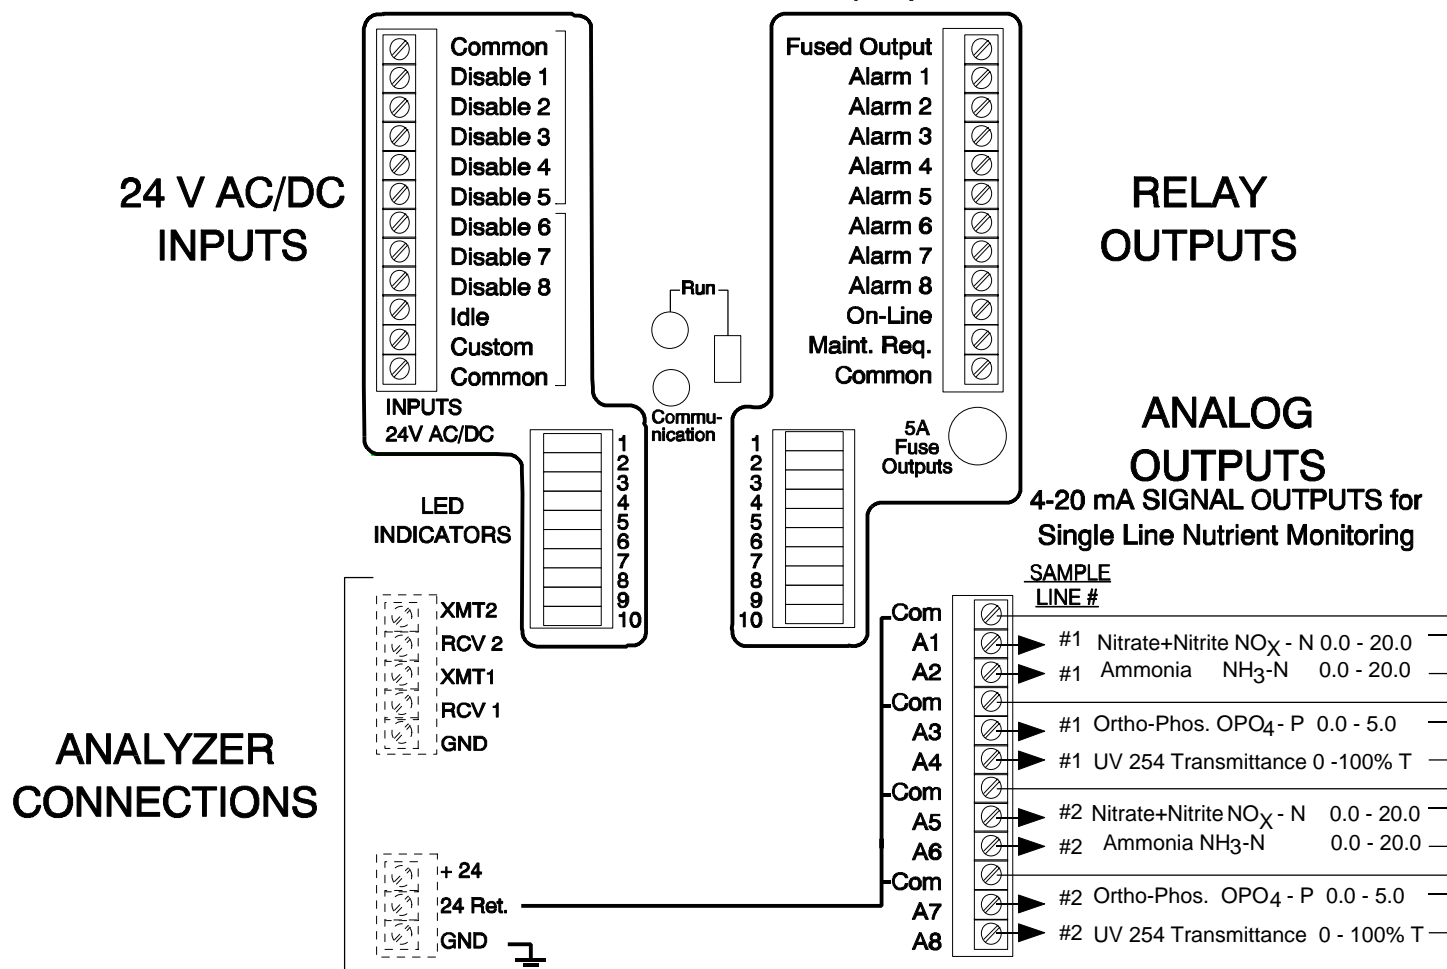 24 V AC/DC
INPUTS
Common
Disable 1
Disable 2
Disable 3
Disable 4
Disable 5
Disable 6
Disable 7
Disable 8
Idle
Custom
Common
INPUTS
24V AC/DC
Run
Commu-
nication
Fused Output
Alarm 1
Alarm 2
Alarm 3
Alarm 4
Alarm 5
Alarm 6
Alarm 7
Alarm 8
On-Line
Maint. Req.
Common
5A
Fuse
Outputs
RELAY
OUTPUTS
LED
INDICATORS
1
2
3
4
5
6
7
8
9
10
1
2
3
4
5
6
7
8
9
10
ANALOG
OUTPUTS
4-20 mA SIGNAL OUTPUTS for
Single Line Nutrient Monitoring
SAMPLE
LINE #
ANALYZER
CONNECTIONS
XMT2
RCV 2
XMT1
RCV 1
GND
+ 24
24 Ret.
GND
Com
A1 #1 Nitrate+Nitrite NOX - N 0.0 - 20.0
A2 #1 Ammonia NH3-N 0.0 - 20.0
Com
A3 #1 Ortho-Phos. OPO4 - P 0.0 - 5.0
A4 #1 UV 254 Transmittance 0 -100% T
Com
A5 #2 Nitrate+Nitrite NOX - N 0.0 - 20.0
A6 #2 Ammonia NH3-N 0.0 - 20.0
Com
A7 #2 Ortho-Phos. OPO4 - P 0.0 - 5.0
A8 #2 UV 254 Transmittance 0 - 100% T